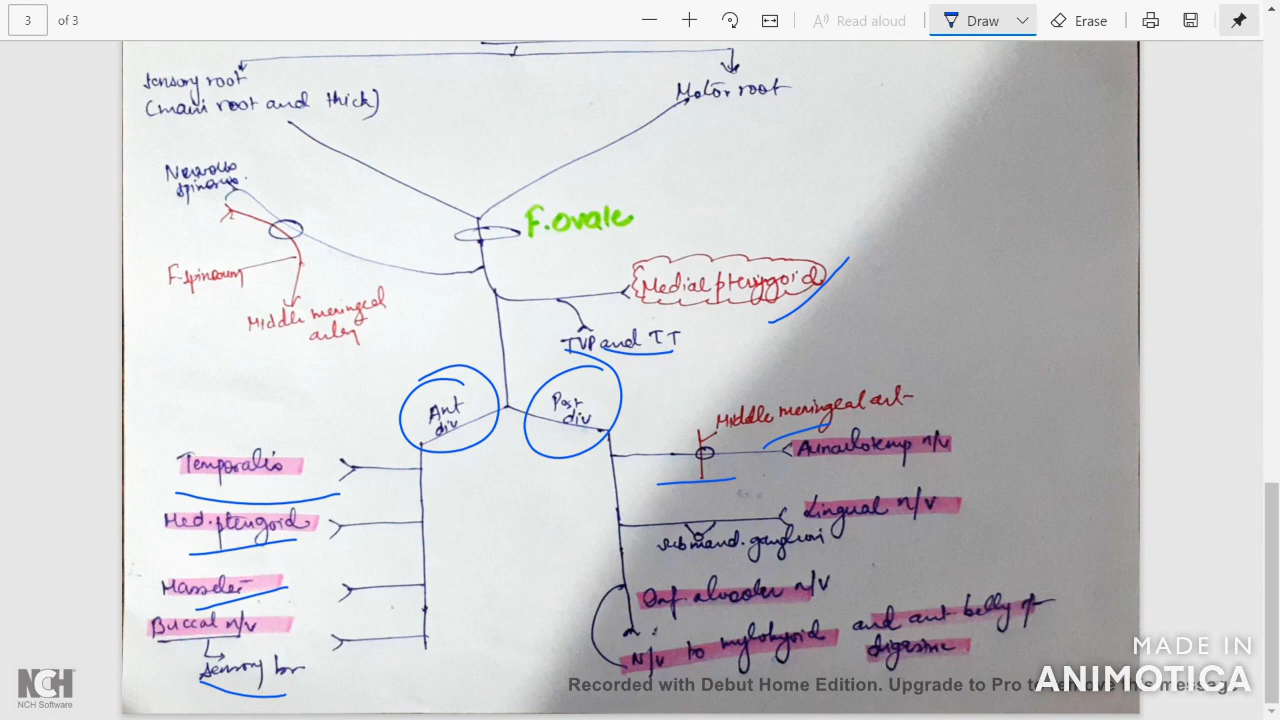 3 of 3
Read aloud
Draw
Erase
Sensory root
(main root and thick)
Motor root
Nervous
spinosus.
F. ovale
F. spinosum
Middle meningeal
artery
Medial pterygoid
TVP and TT
Ant
div
Post
div
Middle meningeal art-
Temporalis
Auriculotemp n/v
Med. pterygoid
Lingual n/v
submand. ganglion
Masseter
Inf. alveolar n/v
Buccal n/v
Sensory br
N/v to mylohyoid and ant belly of
digastric
MADE IN
ANIMOTICA
NCH
NCH Software
Recorded with Debut Home Edition. Upgrade to Pro to remove this message.